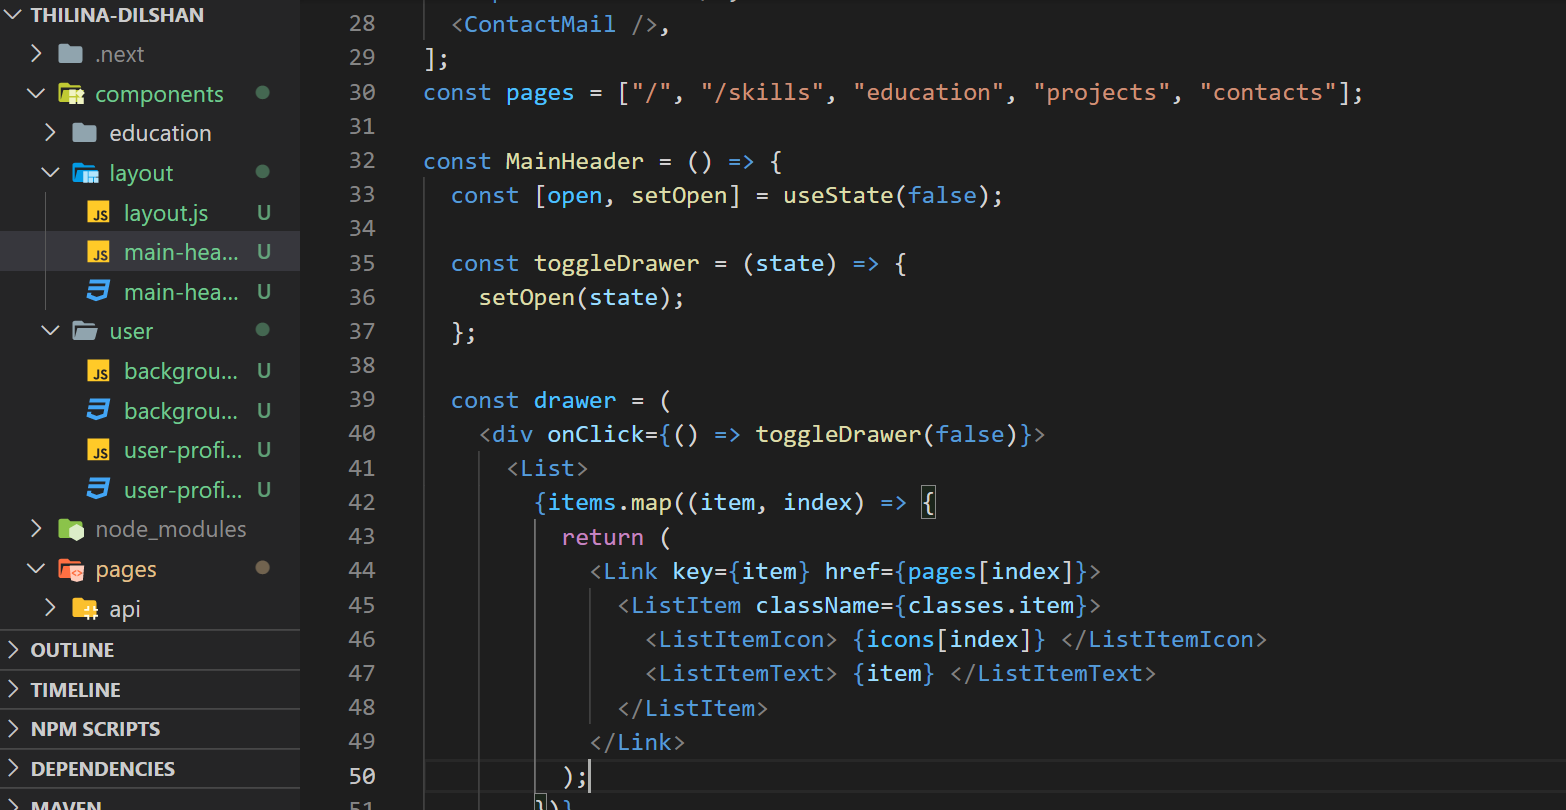 THILINA-DILSHAN
.next
components
education
layout
layout.js U
main-hea... U
main-hea... U
user
backgrou... U
backgrou... U
user-profi... U
user-profi... U
node_modules
pages
api
OUTLINE
TIMELINE
NPM SCRIPTS
DEPENDENCIES
MAVEN
28 <ContactMail />,
29 ];
30 const pages = ["/", "/skills", "education", "projects", "contacts"];
31
32 const MainHeader = () => {
33 const [open, setOpen] = useState(false);
34
35 const toggleDrawer = (state) => {
36 setOpen(state);
37 };
38
39 const drawer = (
40 <div onClick={() => toggleDrawer(false)}>
41 <List>
42 {items.map((item, index) => {
43 return (
44 <Link key={item} href={pages[index]}>
45 <ListItem className={classes.item}>
46 <ListItemIcon> {icons[index]} </ListItemIcon>
47 <ListItemText> {item} </ListItemText>
48 </ListItem>
49 </Link>
50 );
51 })}